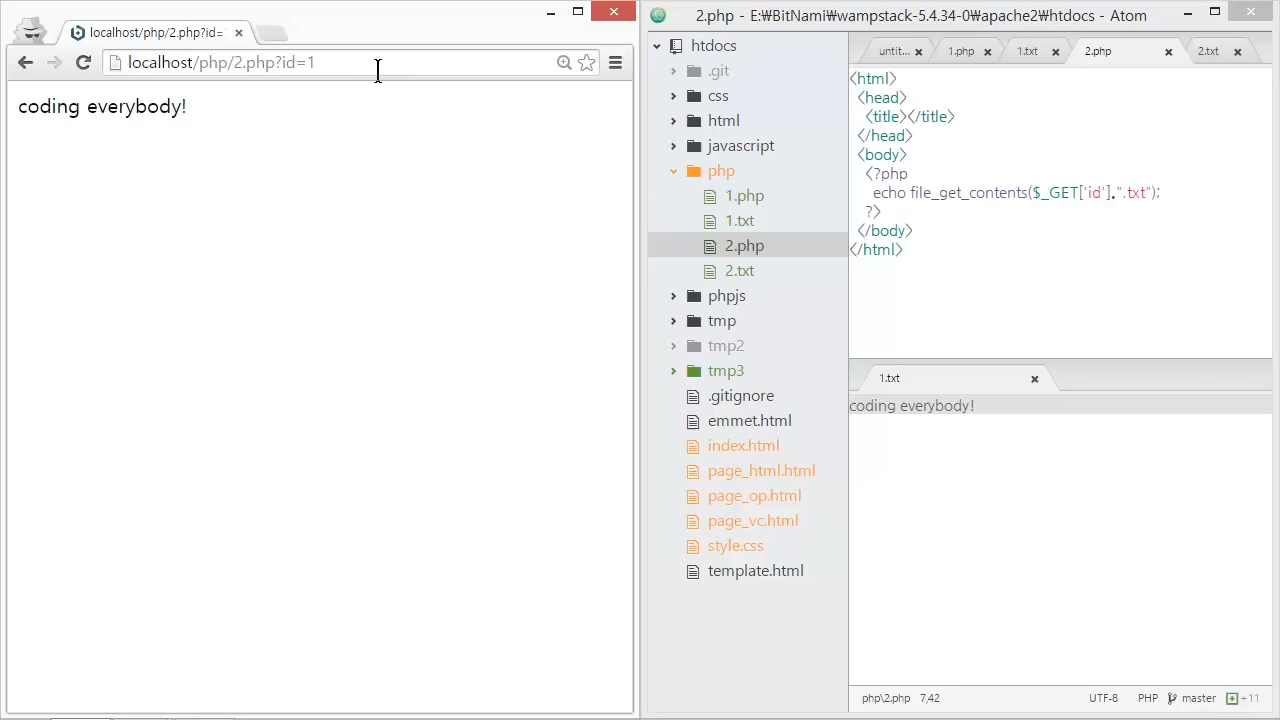 localhost/php/2.php?id=
localhost/php/2.php?id=1
coding everybody!
2.php - E:₩BitNami₩wampstack-5.4.34-0₩apache2₩htdocs - Atom
htdocs
.git
css
html
javascript
php
1.php
1.txt
2.php
2.txt
phpjs
tmp
tmp2
tmp3
.gitignore
emmet.html
index.html
page_html.html
page_op.html
page_vc.html
style.css
template.html
untit...
1.php
1.txt
2.php
2.txt
<html>
<head>
<title></title>
</head>
<body>
<?php
echo file_get_contents($_GET['id'].".txt");
?>
</body>
</html>
1.txt
coding everybody!
php\2.php 7,42
UTF-8 PHP master +11